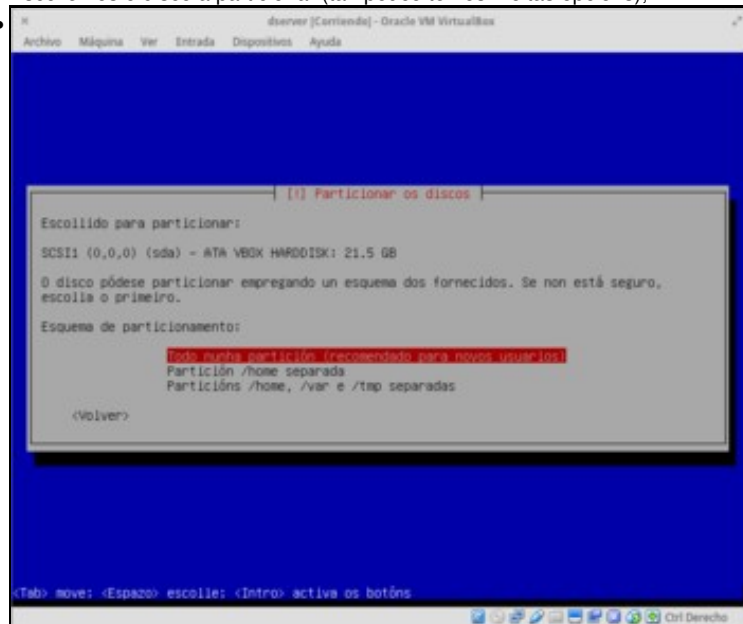 dserver [Corriendo] - Oracle VM VirtualBox
Archivo Máquina Ver Entrada Dispositivos Ayuda
[!] Particionar os discos
Escollido para particionar:
SCSI1 (0,0,0) (sda) - ATA VBOX HARDDISK: 21.5 GB
O disco pódese particionar empregando un esquema dos fornecidos. Se non está seguro,
escolla o primeiro.
Esquema de particionamento:
Todo nunha partición (recomendado para novos usuarios)
Partición /home separada
Particións /home, /var e /tmp separadas
<Volver>
<Tab> move; <Espazo> escolle; <Intro> activa os botóns
Ctrl Derecho